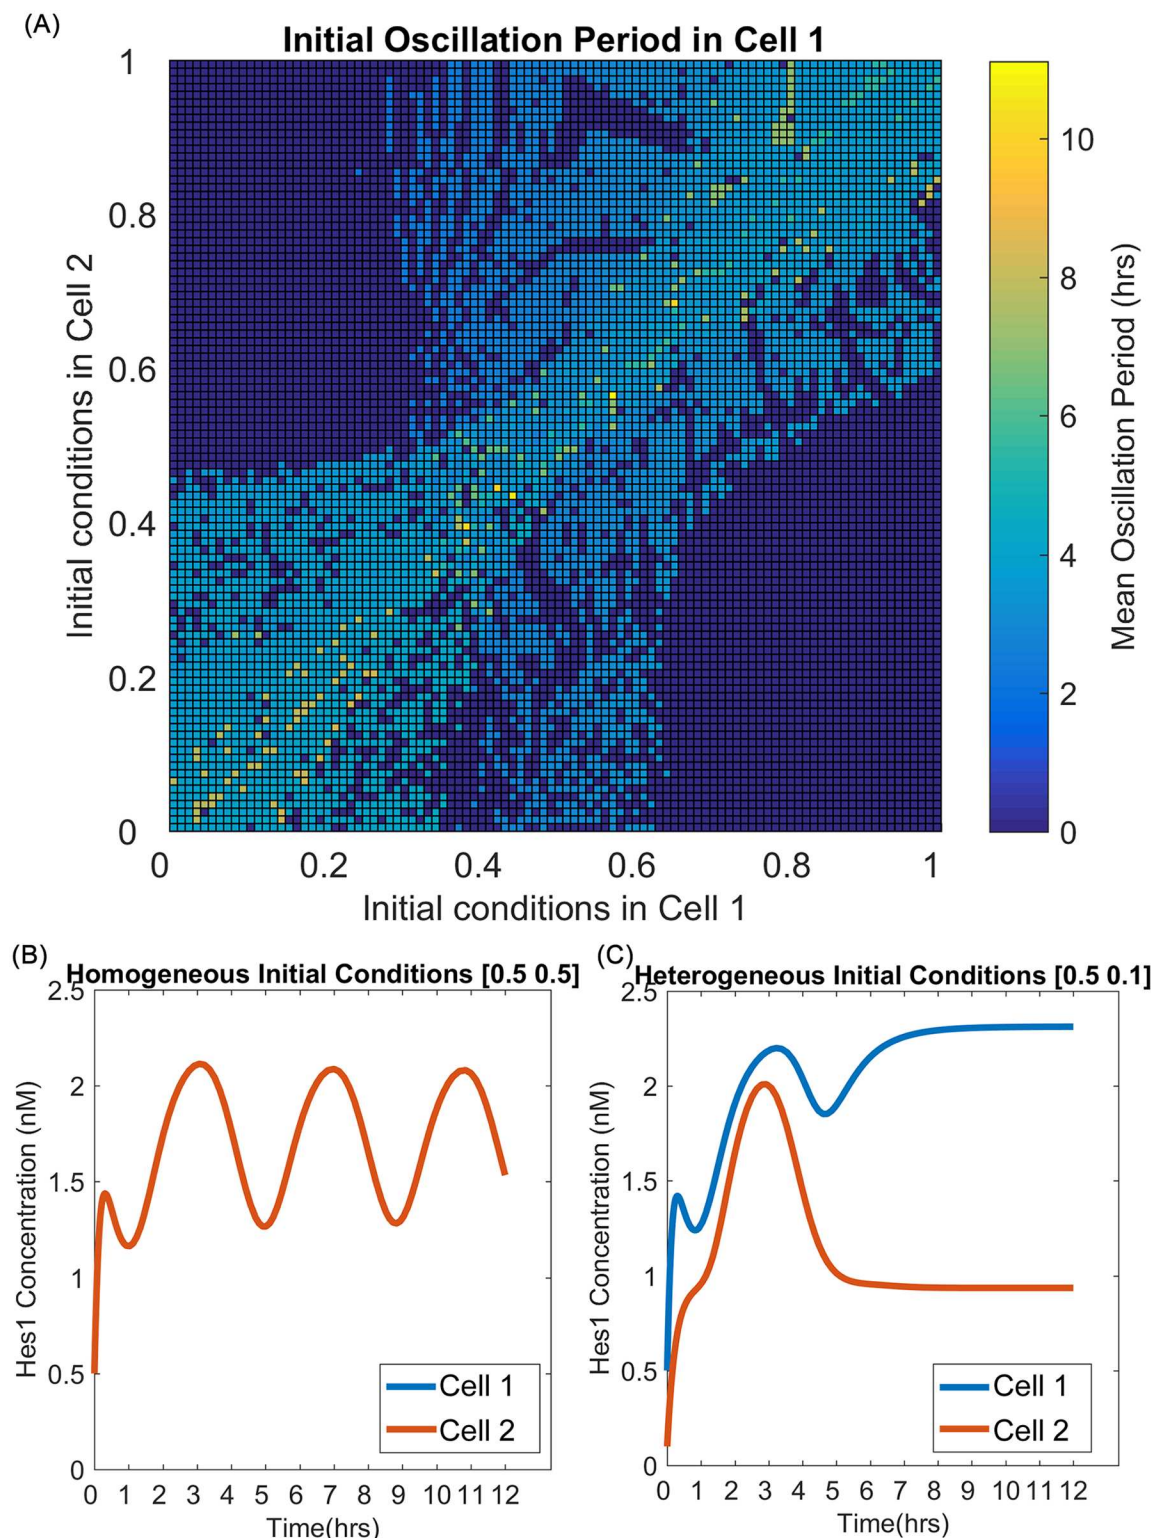 (A)
Initial Oscillation Period in Cell 1
1
0.8
0.6
0.4
0.2
0
Initial conditions in Cell 2
0 0.2 0.4 0.6 0.8 1
Initial conditions in Cell 1
10
8
6
4
2
0
Mean Oscillation Period (hrs)
(B)
Homogeneous Initial Conditions [0.5 0.5]
2.5
2
1.5
1
0.5
0
Hes1 Concentration (nM)
Cell 1
Cell 2
0 1 2 3 4 5 6 7 8 9 10 11 12
Time(hrs)
(C)
Heterogeneous Initial Conditions [0.5 0.1]
2.5
2
1.5
1
0.5
0
Hes1 Concentration (nM)
Cell 1
Cell 2
0 1 2 3 4 5 6 7 8 9 10 11 12
Time(hrs)